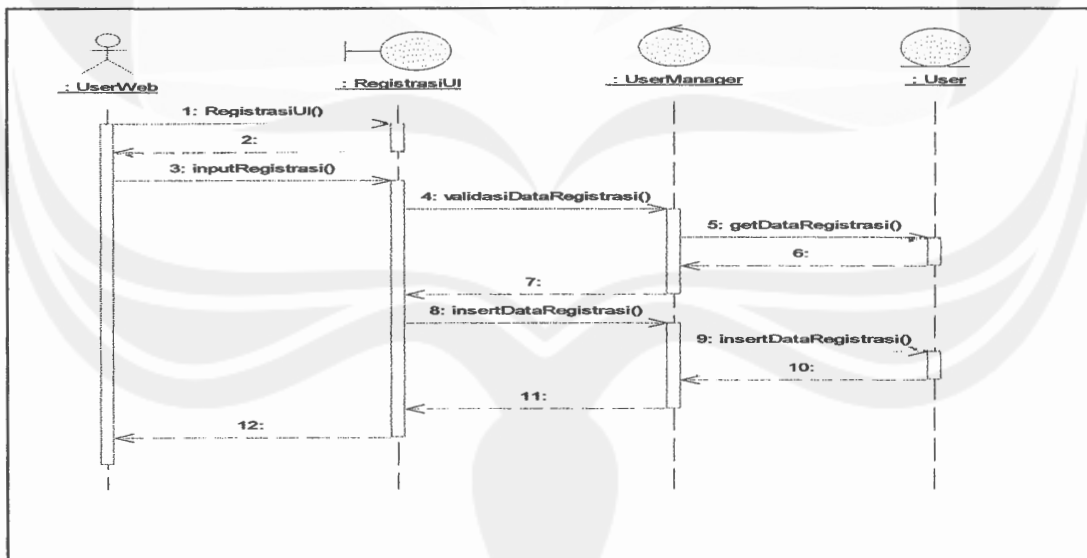 : UserWeb
: RegistrasiUI
: UserManager
: User
1: RegistrasiUI()
2:
3: inputRegistrasi()
4: validasiDataRegistrasi()
5: getDataRegistrasi()
6:
7:
8: insertDataRegistrasi()
9: insertDataRegistrasi()
10:
11:
12: